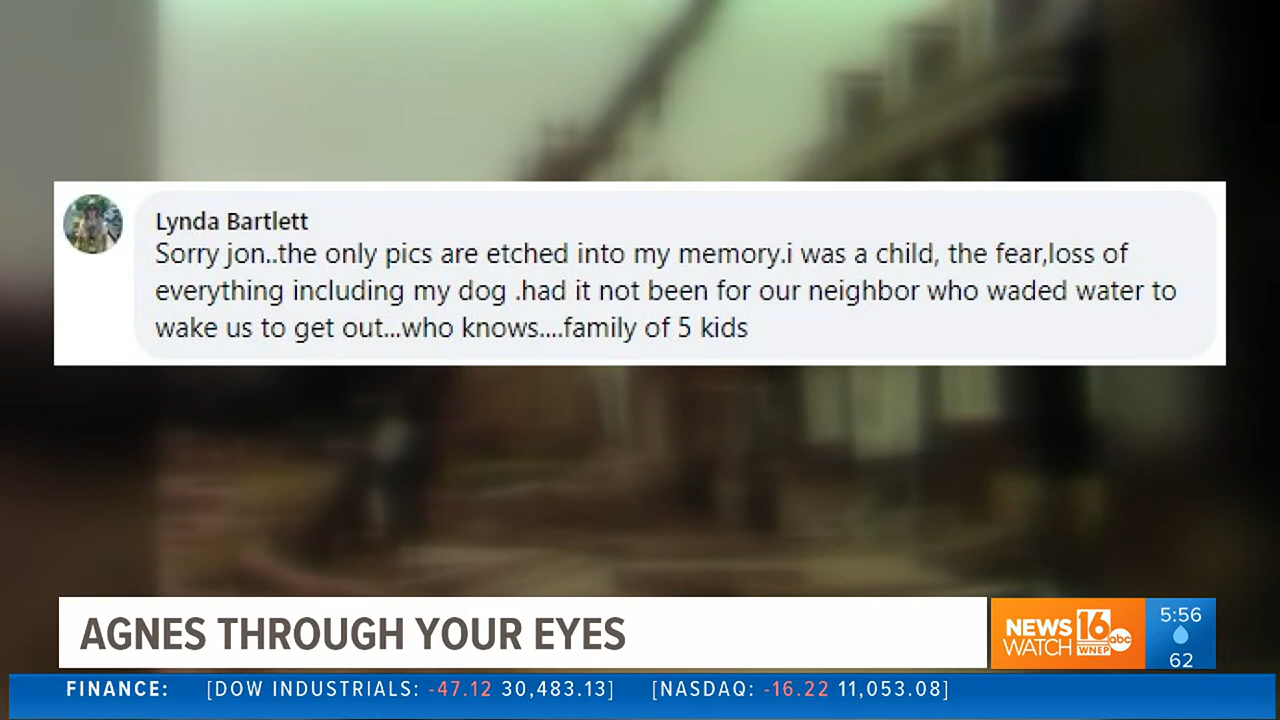 Lynda Bartlett
Sorry jon..the only pics are etched into my memory.i was a child, the fear,loss of
everything including my dog .had it not been for our neighbor who waded water to
wake us to get out...who knows....family of 5 kids
AGNES THROUGH YOUR EYES
NEWS 16
WATCH WNEP abc
5:56
62
FINANCE: [DOW INDUSTRIALS: -47.12 30,483.13] [NASDAQ: -16.22 11,053.08]